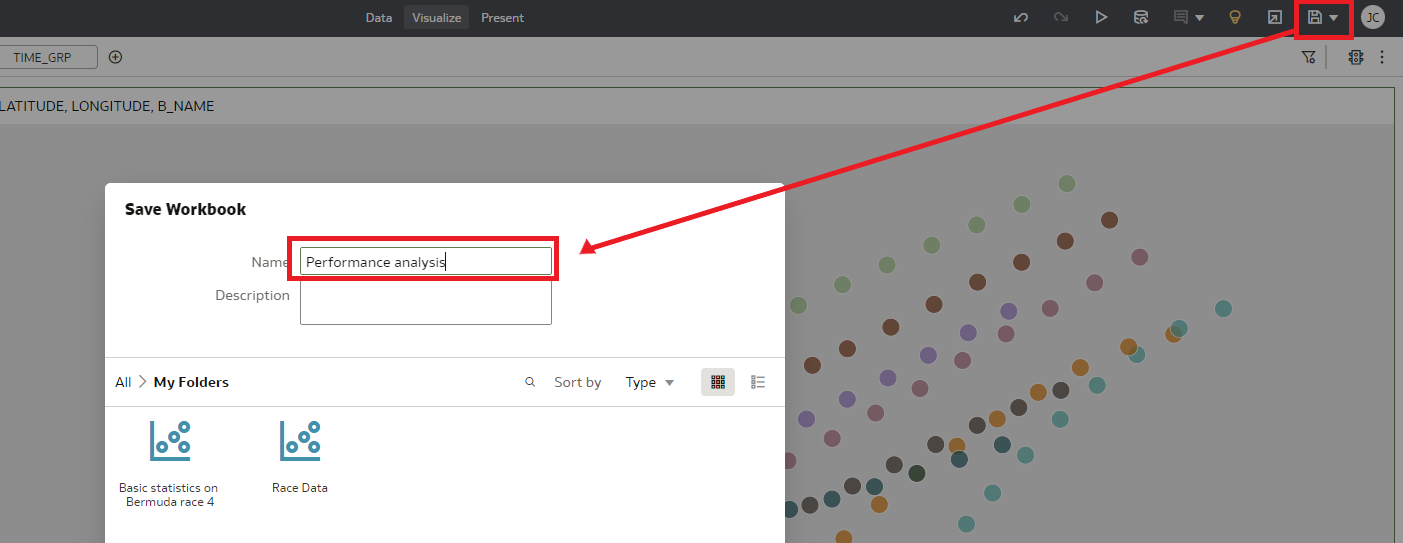 Data Visualize Present
JC
TIME_GRP
LATITUDE, LONGITUDE, B_NAME
Save Workbook
Name Performance analysis
Description
All > My Folders Sort by Type
Basic statistics on
Bermuda race 4
Race Data